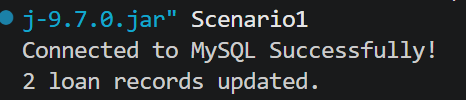 j-9.7.0.jar" Scenario1
Connected to MySQL Successfully!
2 loan records updated.